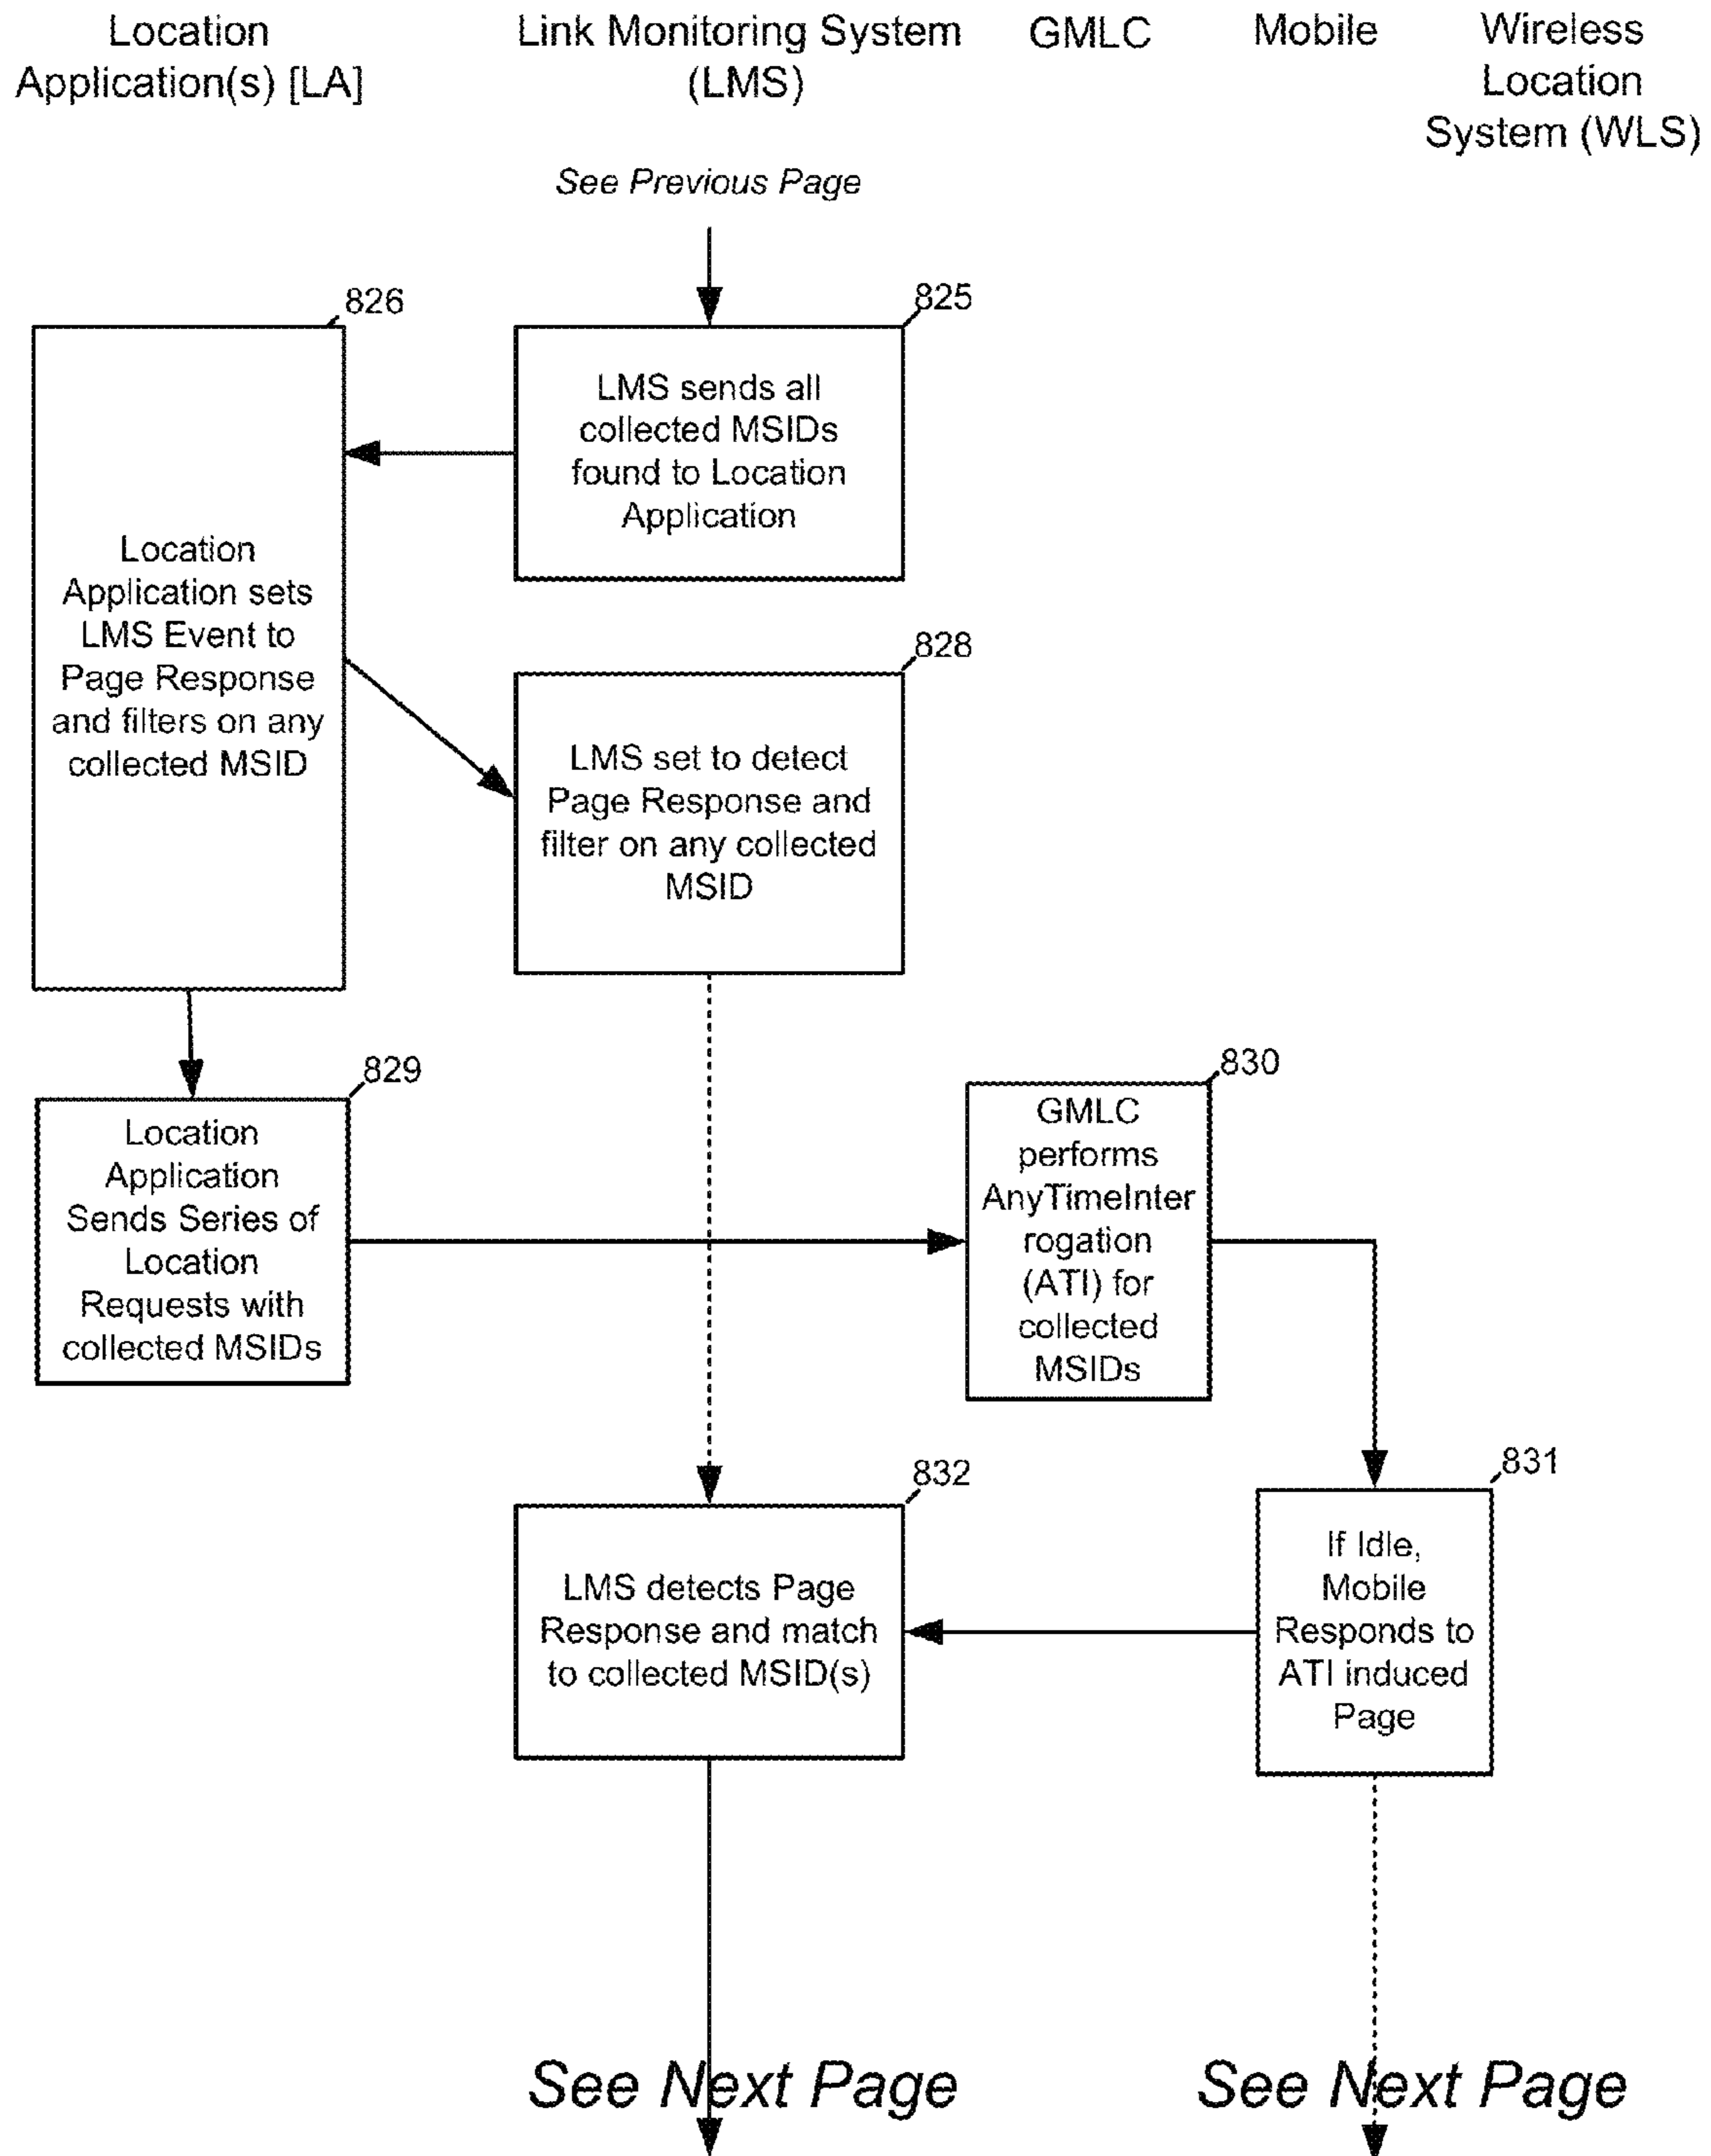 Location
Application(s) [LA]
Link Monitoring System
(LMS)
GMLC
Mobile
Wireless
Location
System (WLS)
See Previous Page
826
825
LMS sends all
collected MSIDs
found to Location
Application
Location
Application sets
LMS Event to
Page Response
and filters on any
collected MSID
828
LMS set to detect
Page Response and
filter on any collected
MSID
829
Location
Application
Sends Series of
Location
Requests with
collected MSIDs
830
GMLC
performs
AnyTimeInter
rogation
(ATI) for
collected
MSIDs
832
LMS detects Page
Response and match
to collected MSID(s)
831
If Idle,
Mobile
Responds to
ATI induced
Page
See Next Page
See Next Page